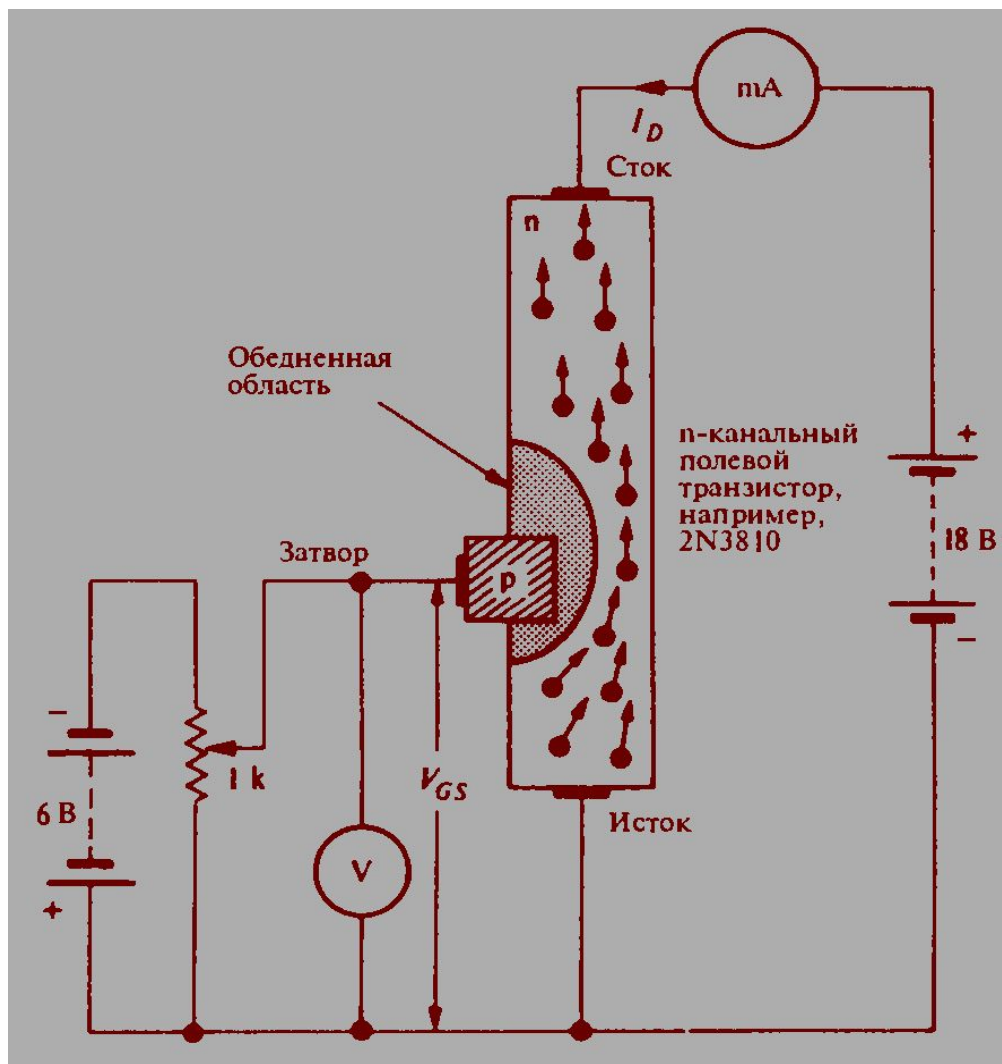 mA
I_D
Сток
n
Обедненная
область
n-канальный
полевой
транзистор,
например,
2N3810
+
18 В
−
Затвор
p
−
1 k
V_GS
6 В
+
V
Исток